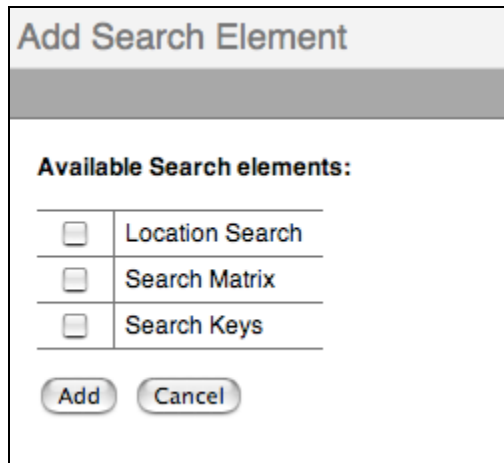 Add Search Element
Available Search elements:
Location Search
Search Matrix
Search Keys
Add Cancel